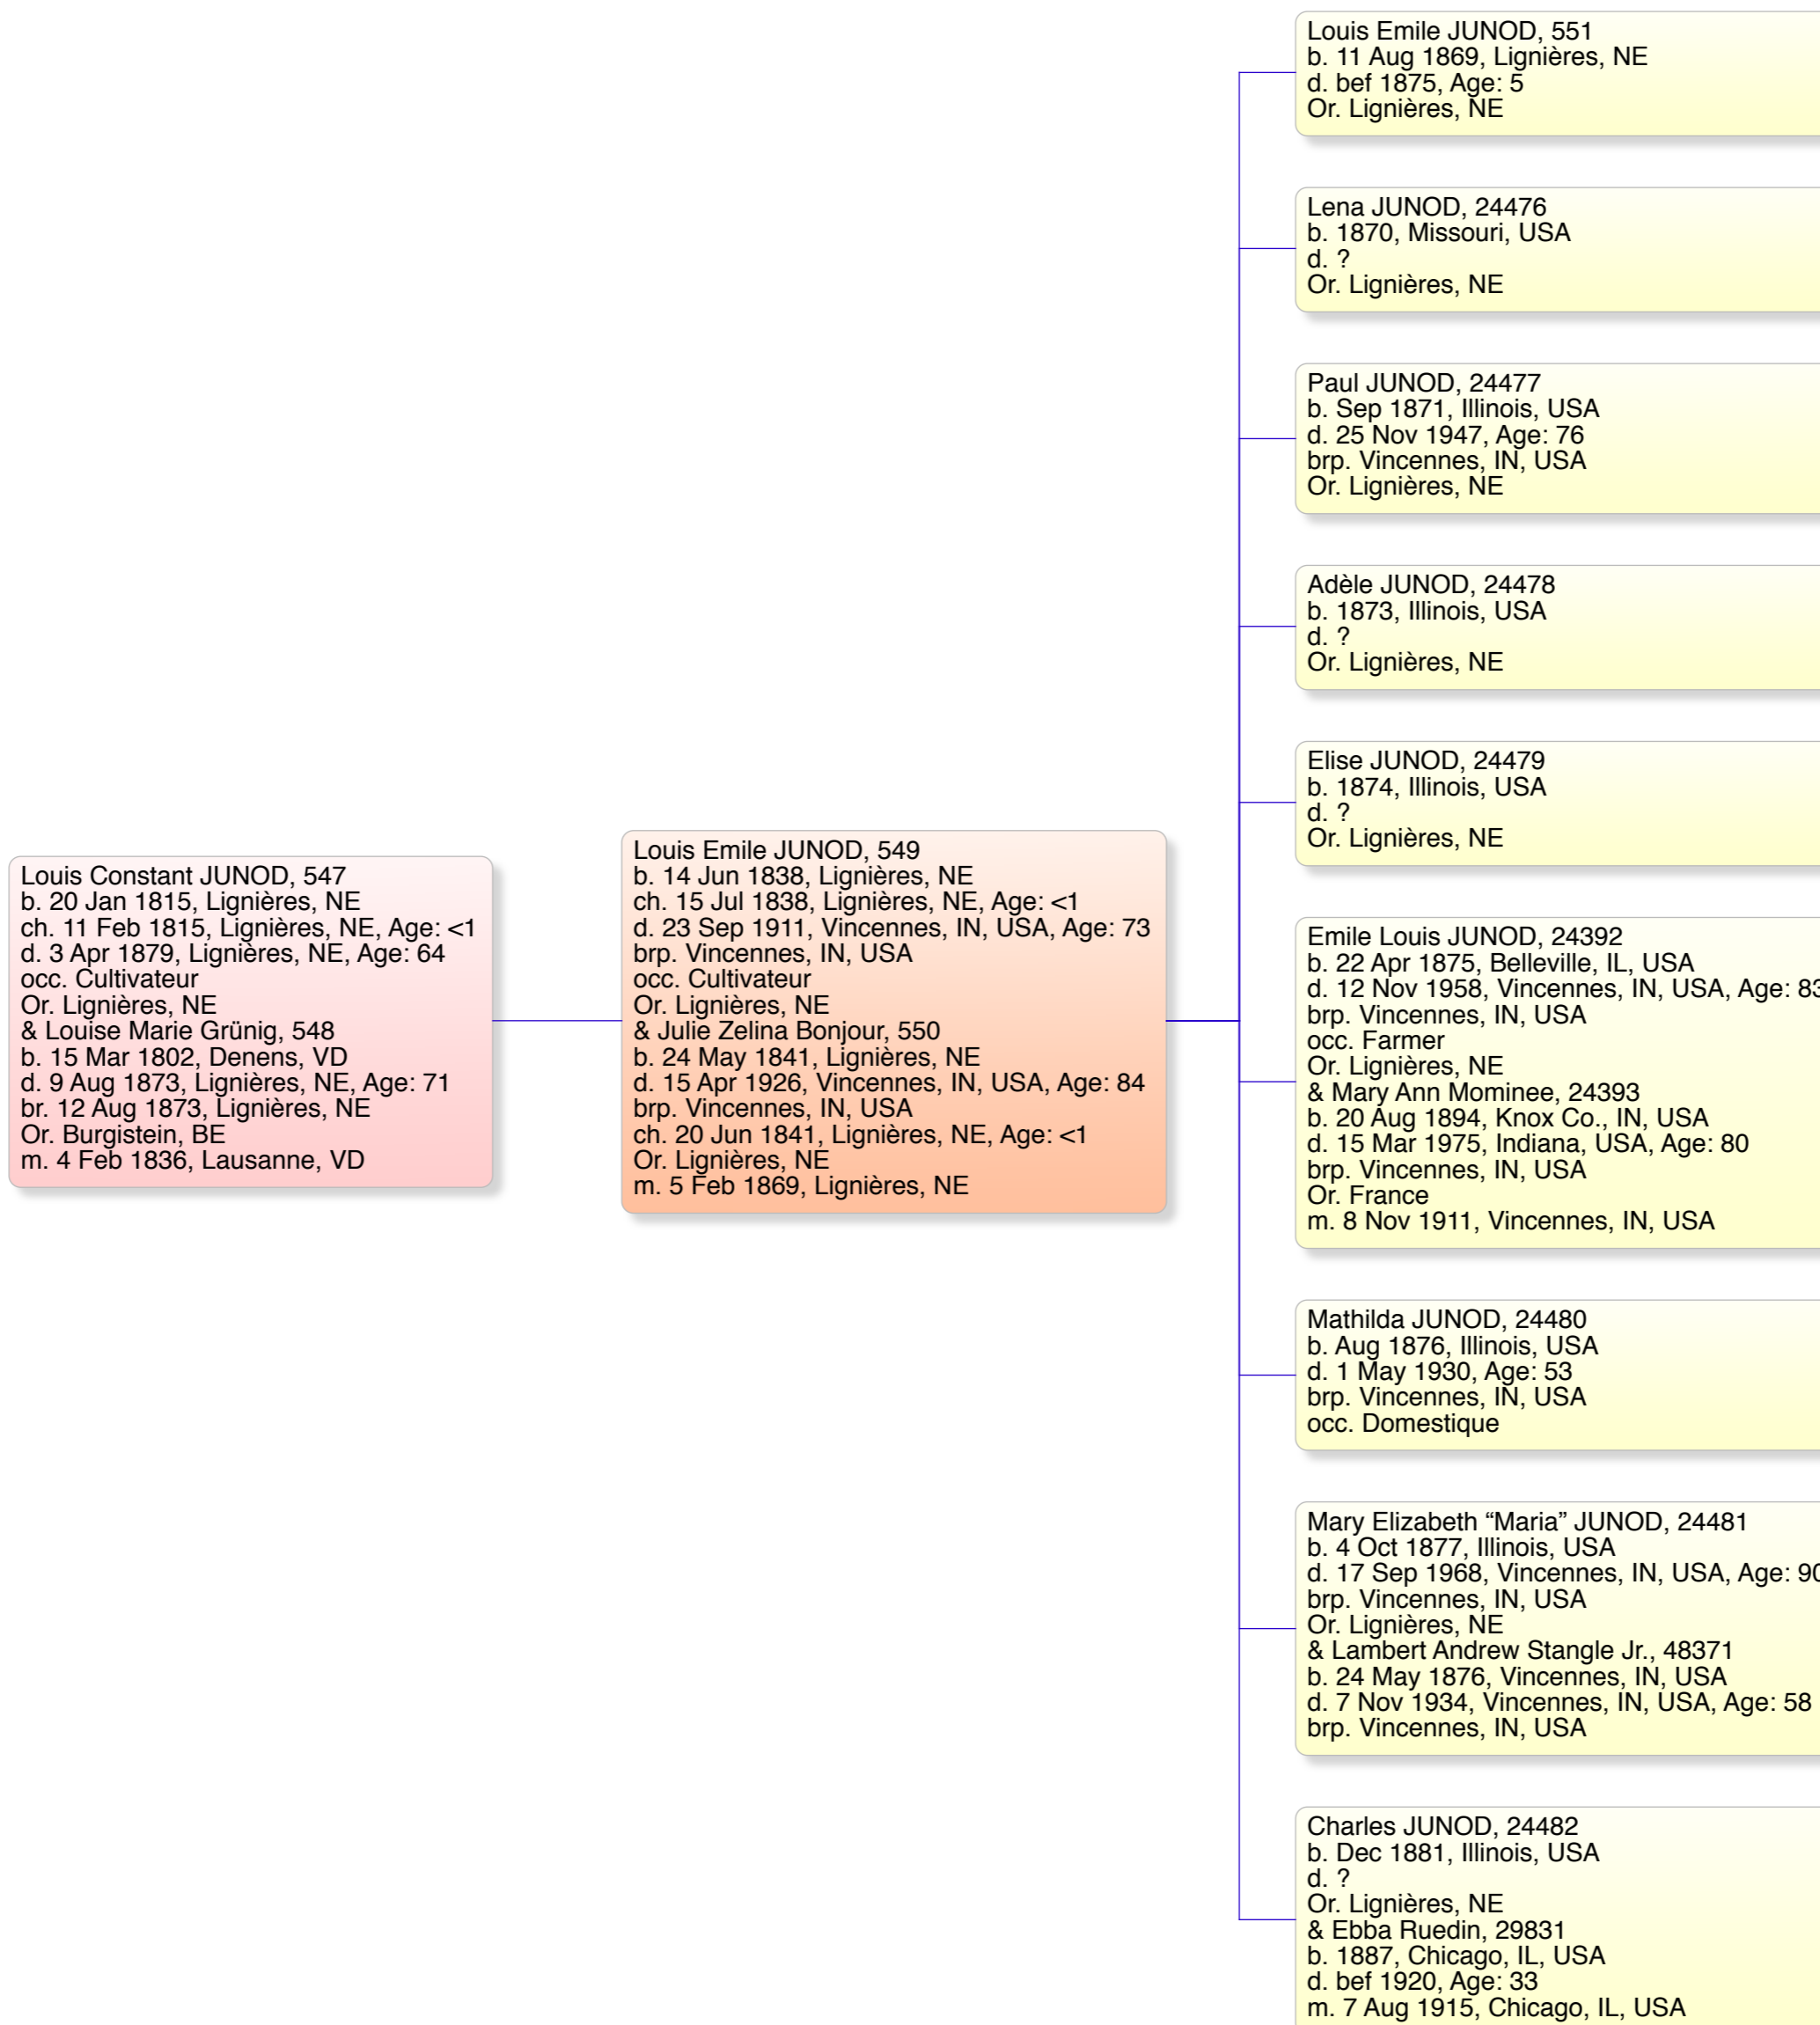 Louis Constant JUNOD, 547
b. 20 Jan 1815, Lignières, NE
ch. 11 Feb 1815, Lignières, NE, Age: <1
d. 3 Apr 1879, Lignières, NE, Age: 64
occ. Cultivateur
Or. Lignières, NE
& Louise Marie Grünig, 548
b. 15 Mar 1802, Denens, VD
d. 9 Aug 1873, Lignières, NE, Age: 71
br. 12 Aug 1873, Lignières, NE
Or. Burgistein, BE
m. 4 Feb 1836, Lausanne, VD
Louis Emile JUNOD, 549
b. 14 Jun 1838, Lignières, NE
ch. 15 Jul 1838, Lignières, NE, Age: <1
d. 23 Sep 1911, Vincennes, IN, USA, Age: 73
brp. Vincennes, IN, USA
occ. Cultivateur
Or. Lignières, NE
& Julie Zelina Bonjour, 550
b. 24 May 1841, Lignières, NE
d. 15 Apr 1926, Vincennes, IN, USA, Age: 84
brp. Vincennes, IN, USA
ch. 20 Jun 1841, Lignières, NE, Age: <1
Or. Lignières, NE
m. 5 Feb 1869, Lignières, NE
Louis Emile JUNOD, 551
b. 11 Aug 1869, Lignières, NE
d. bef 1875, Age: 5
Or. Lignières, NE
Lena JUNOD, 24476
b. 1870, Missouri, USA
d. ?
Or. Lignières, NE
Paul JUNOD, 24477
b. Sep 1871, Illinois, USA
d. 25 Nov 1947, Age: 76
brp. Vincennes, IN, USA
Or. Lignières, NE
Adèle JUNOD, 24478
b. 1873, Illinois, USA
d. ?
Or. Lignières, NE
Elise JUNOD, 24479
b. 1874, Illinois, USA
d. ?
Or. Lignières, NE
Emile Louis JUNOD, 24392
b. 22 Apr 1875, Belleville, IL, USA
d. 12 Nov 1958, Vincennes, IN, USA, Age: 83
brp. Vincennes, IN, USA
occ. Farmer
Or. Lignières, NE
& Mary Ann Mominee, 24393
b. 20 Aug 1894, Knox Co., IN, USA
d. 15 Mar 1975, Indiana, USA, Age: 80
brp. Vincennes, IN, USA
Or. France
m. 8 Nov 1911, Vincennes, IN, USA
Mathilda JUNOD, 24480
b. Aug 1876, Illinois, USA
d. 1 May 1930, Age: 53
brp. Vincennes, IN, USA
occ. Domestique
Mary Elizabeth “Maria” JUNOD, 24481
b. 4 Oct 1877, Illinois, USA
d. 17 Sep 1968, Vincennes, IN, USA, Age: 90
brp. Vincennes, IN, USA
Or. Lignières, NE
& Lambert Andrew Stangle Jr., 48371
b. 24 May 1876, Vincennes, IN, USA
d. 7 Nov 1934, Vincennes, IN, USA, Age: 58
brp. Vincennes, IN, USA
Charles JUNOD, 24482
b. Dec 1881, Illinois, USA
d. ?
Or. Lignières, NE
& Ebba Ruedin, 29831
b. 1887, Chicago, IL, USA
d. bef 1920, Age: 33
m. 7 Aug 1915, Chicago, IL, USA